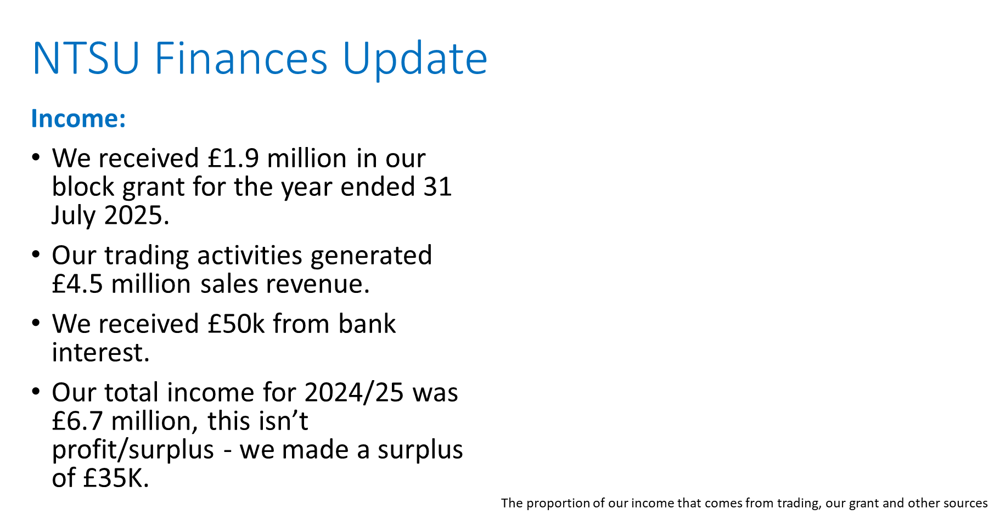 NTSU Finances Update
Income:
• We received £1.9 million in our
block grant for the year ended 31
July 2025.
• Our trading activities generated
£4.5 million sales revenue.
• We received £50k from bank
interest.
• Our total income for 2024/25 was
£6.7 million, this isn’t
profit/surplus - we made a surplus
of £35K.
The proportion of our income that comes from trading, our grant and other sources